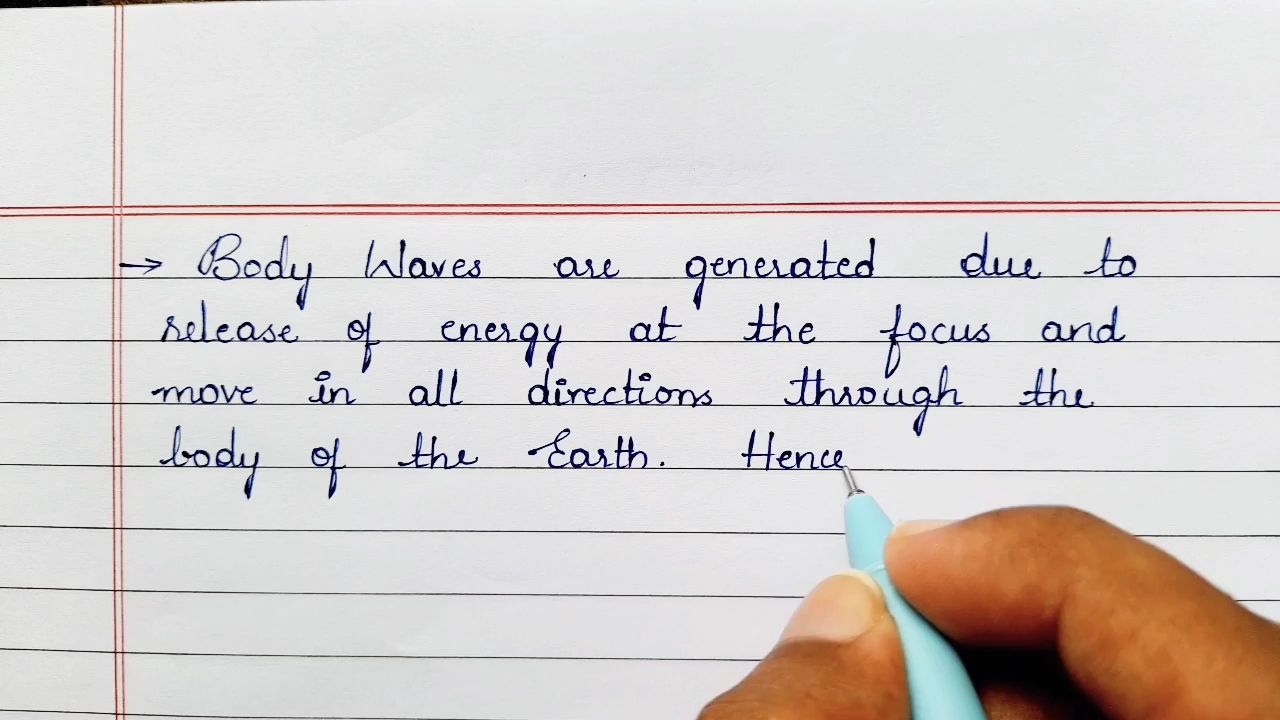 → Body Waves are generated due to
release of energy at the focus and
move in all directions through the
body of the Earth. Hence